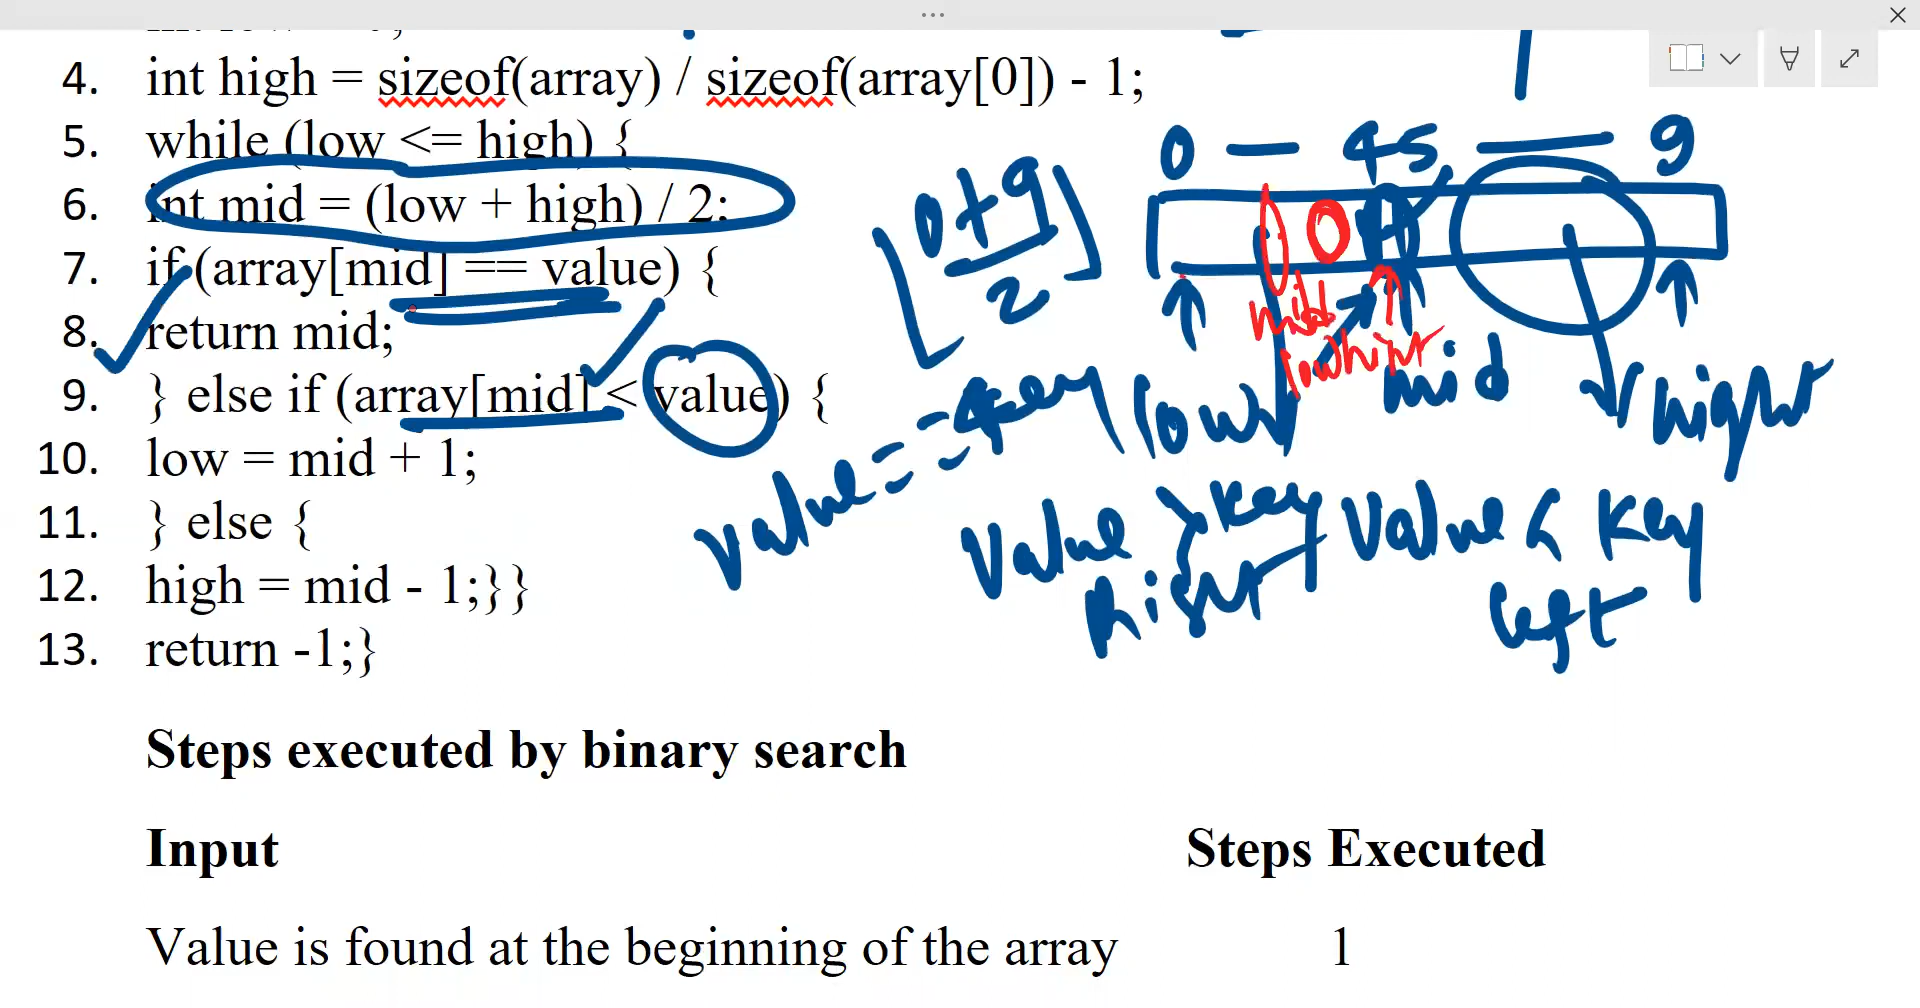 4. int high = sizeof(array) / sizeof(array[0]) - 1;
5. while (low <= high) {
6. int mid = (low + high) / 2;
7. if (array[mid] == value) {
8. return mid;
9. } else if (array[mid] < value) {
10. low = mid + 1;
11. } else {
12. high = mid - 1;}}
13. return -1;}
0 — 45 — 9
0+9
2
mid
low
mid
low
high
value == key
value > key
Right
value < key
left
Steps executed by binary search
Input Steps Executed
Value is found at the beginning of the array 1